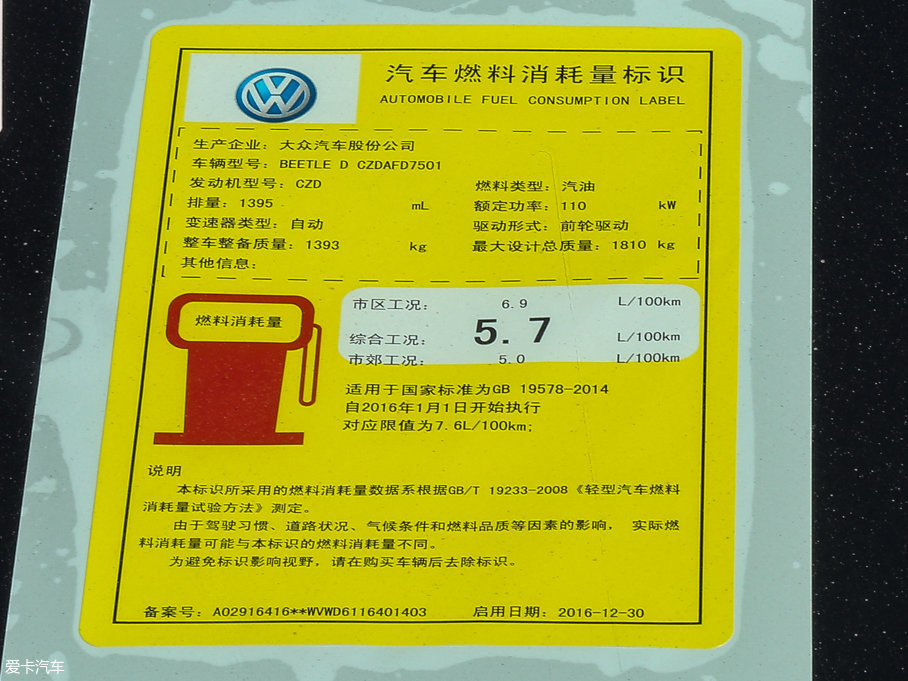 汽车燃料消耗量标识
AUTOMOBILE FUEL CONSUMPTION LABEL
生产企业: 大众汽车股份公司
车辆型号: BEETLE D CZDAFD7501
发动机型号: CZD 燃料类型: 汽油
排量: 1395 mL 额定功率: 110 kW
变速器类型: 自动 驱动形式: 前轮驱动
整车整备质量: 1393 kg 最大设计总质量: 1810 kg
其他信息:
燃料消耗量
市区工况: 6.9 L/100km
综合工况: 5.7 L/100km
市郊工况: 5.0 L/100km
适用于国家标准为GB 19578-2014
自2016年1月1日开始执行
对应限值为7.6L/100km;
说明
本标识所采用的燃料消耗量数据系根据GB/T 19233-2008《轻型汽车燃料
消耗量试验方法》测定。
由于驾驶习惯、道路状况、气候条件和燃料品质等因素的影响, 实际燃
料消耗量可能与本标识的燃料消耗量不同。
为避免标识影响视野,请在购买车辆后去除标识。
备案号: A02916416**WVWD6116401403 启用日期: 2016-12-30
爱卡汽车